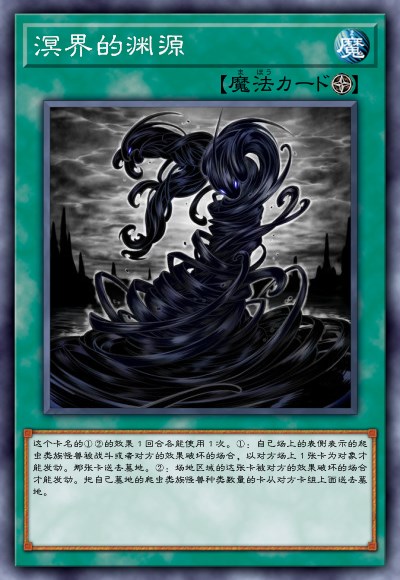 溟界的渊源
魔
まほう
【魔法カード】
这个卡名的①②的效果1回合各能使用1次。①：自己场上的表侧表示的爬
虫类族怪兽被战斗或者对方的效果破坏的场合，以对方场上1张卡为对象才
能发动。那张卡送去墓地。②：场地区域的这张卡被对方的效果破坏的场合
才能发动。把自己墓地的爬虫类族怪兽种类数量的卡从对方卡组上面送去墓
地。